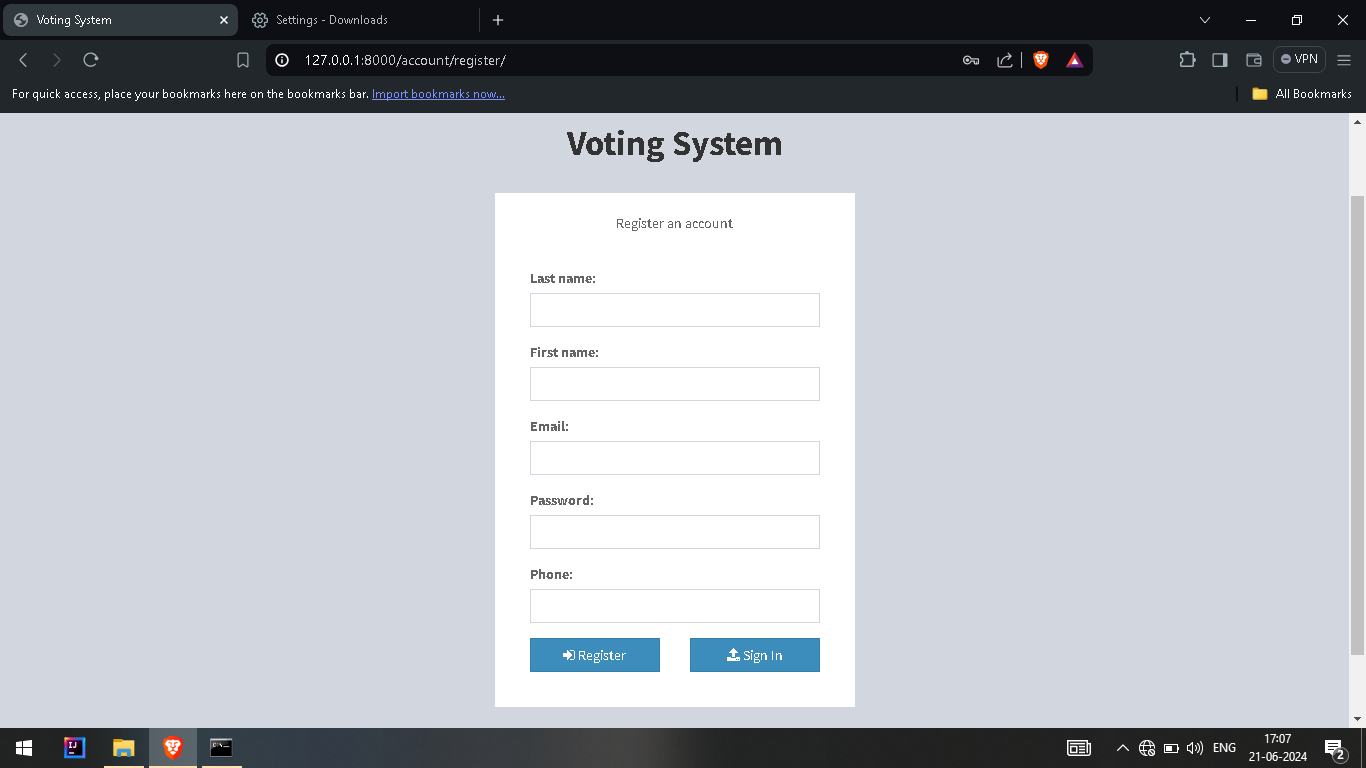 Voting System
Settings - Downloads
127.0.0.1:8000/account/register/
VPN
For quick access, place your bookmarks here on the bookmarks bar. Import bookmarks now...
All Bookmarks
Voting System
Register an account
Last name:
First name:
Email:
Password:
Phone:
Register
Sign In
IJ
ENG
17:07
21-06-2024
2